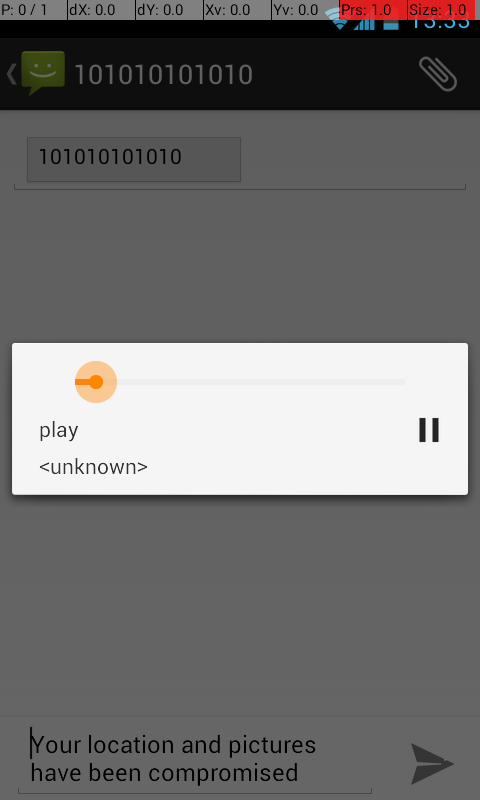 P: 0 / 1 dX: 0.0 dY: 0.0 Xv: 0.0 Yv: 0.0 Prs: 1.0 Size: 1.0
101010101010
101010101010
play
<unknown>
Your location and pictures
have been compromised